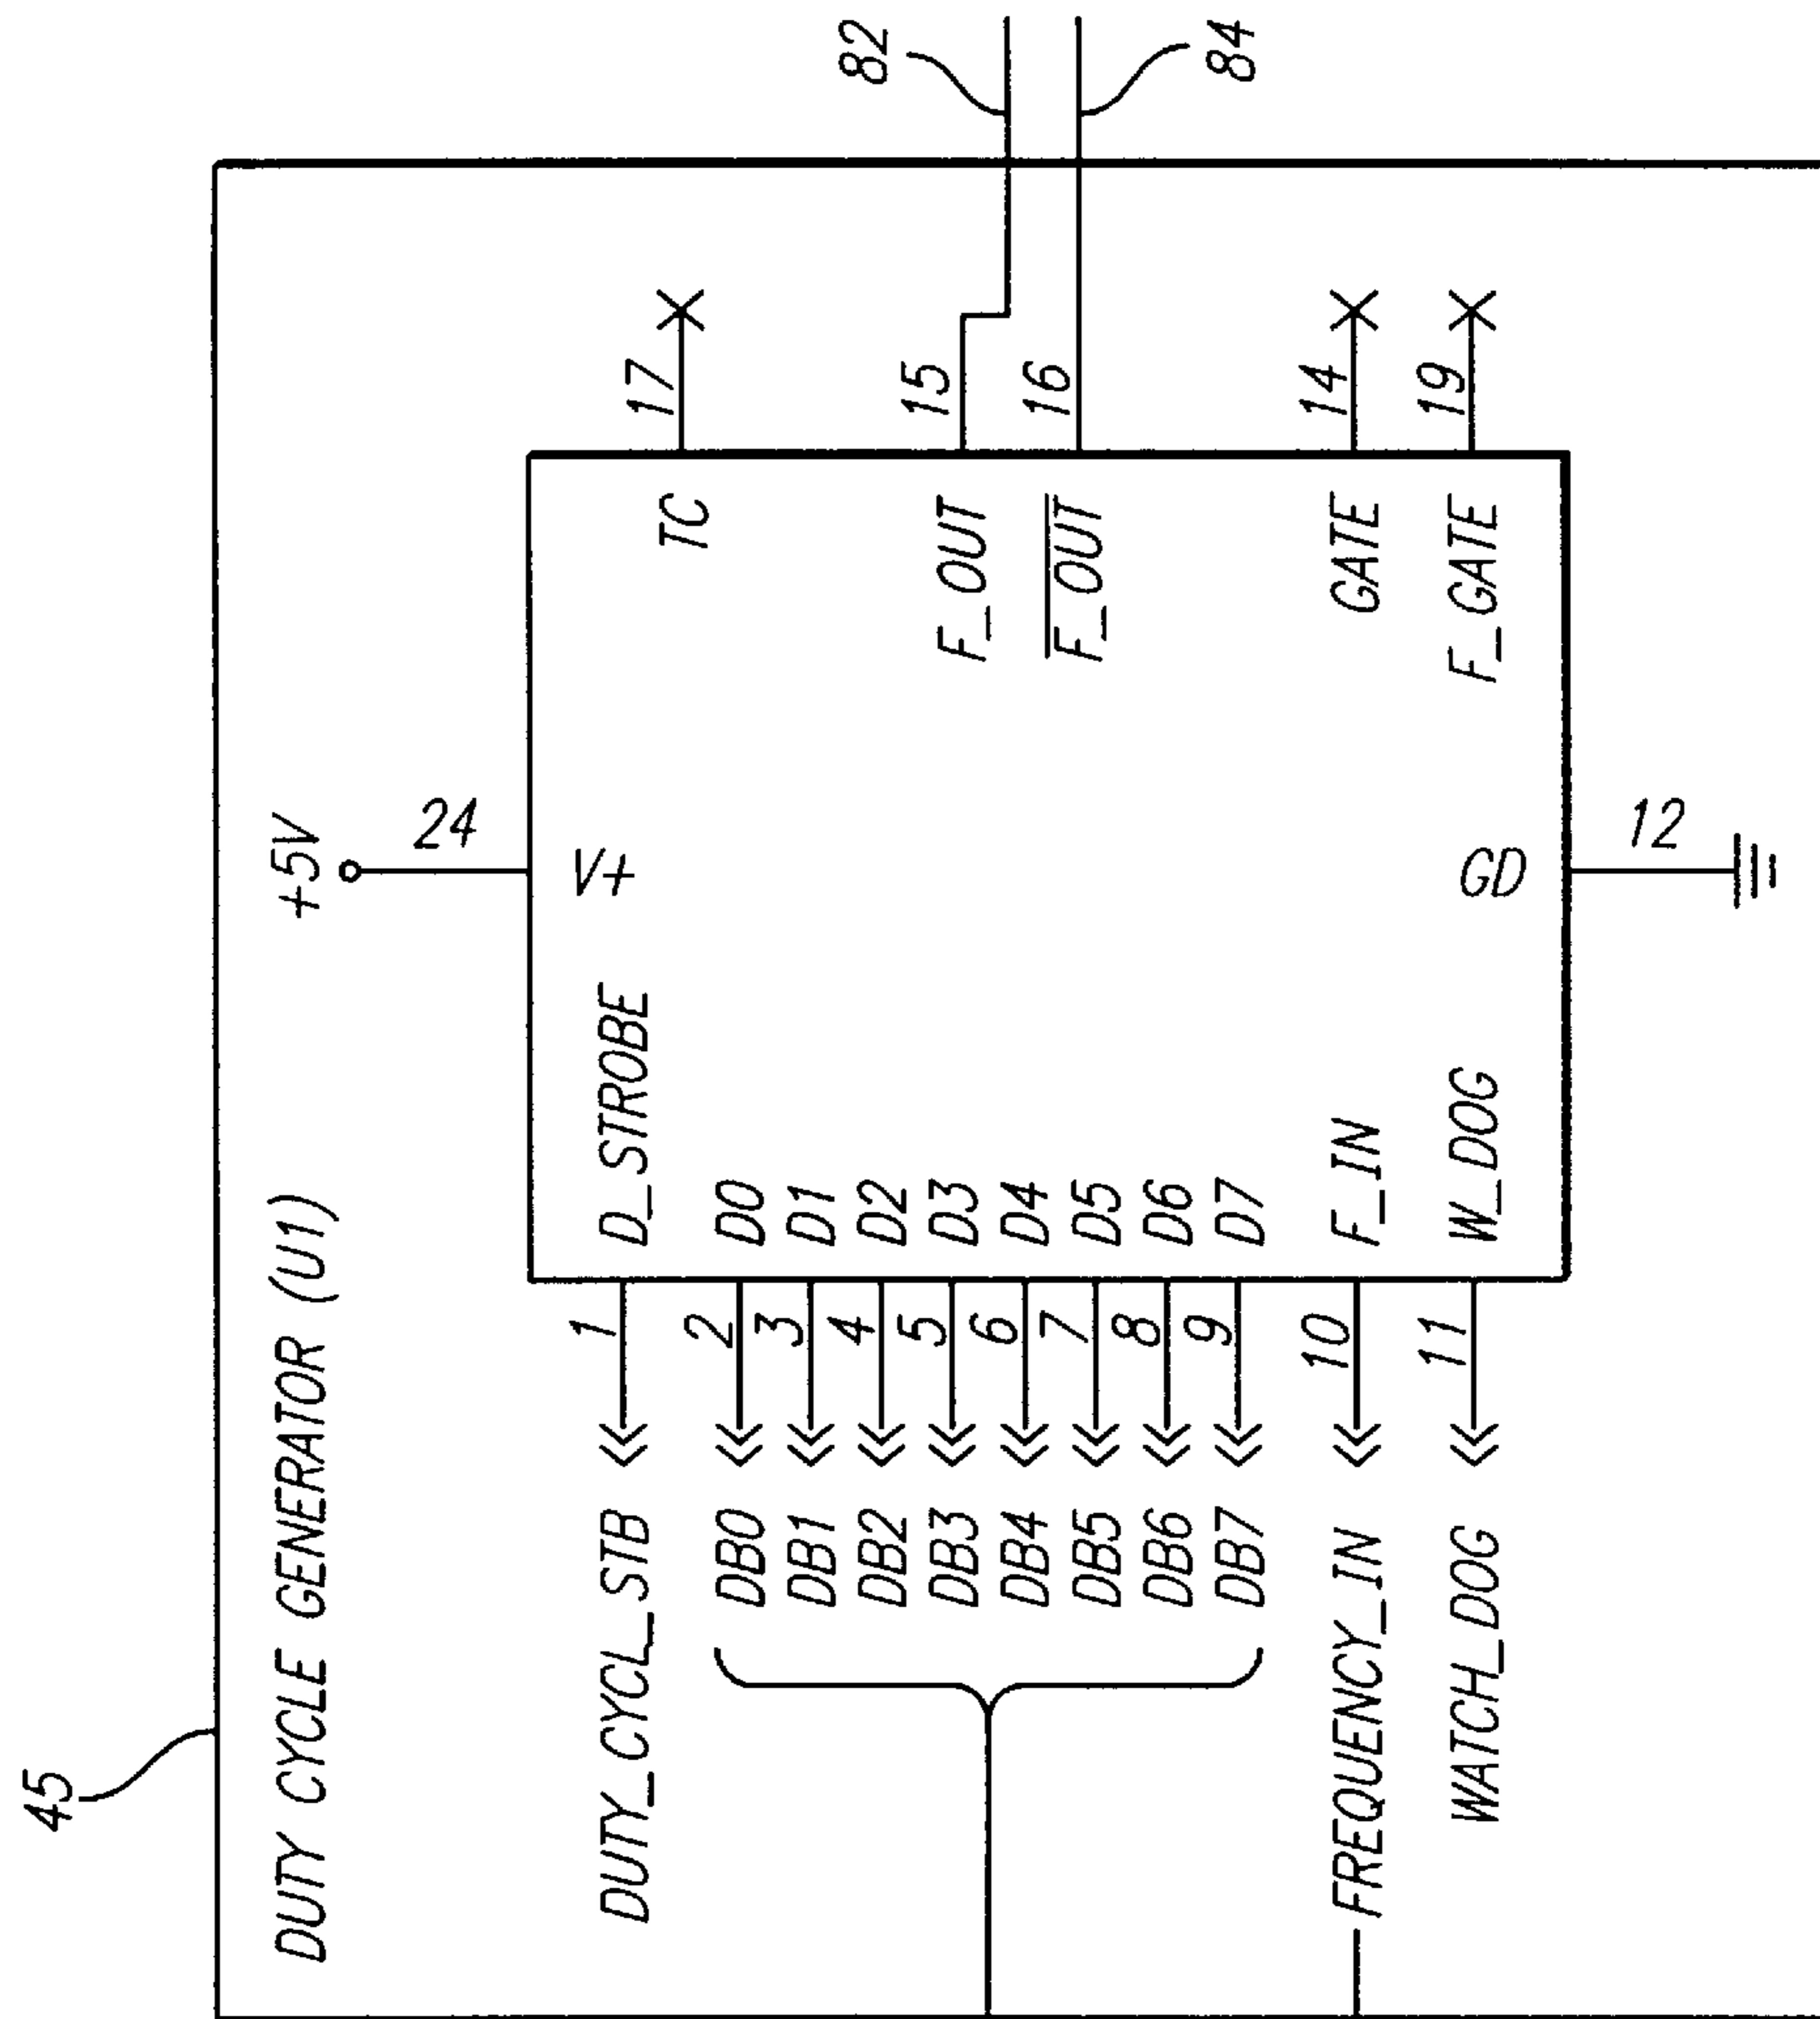 45
DUTY CYCLE GENERATOR (U1)
+5V
24
V+
DUTY_CYCL_STB
1
D_STROBE
DB0
2
D0
DB1
3
D1
DB2
4
D2
DB3
5
D3
DB4
6
D4
DB5
7
D5
DB6
8
D6
DB7
9
D7
FREQUENCY_IN
10
F_IN
WATCH_DOG
11
W_DOG
GD
12
TC
17
F_OUT
15
82
F_OUT
16
84
GATE
14
F_GATE
19